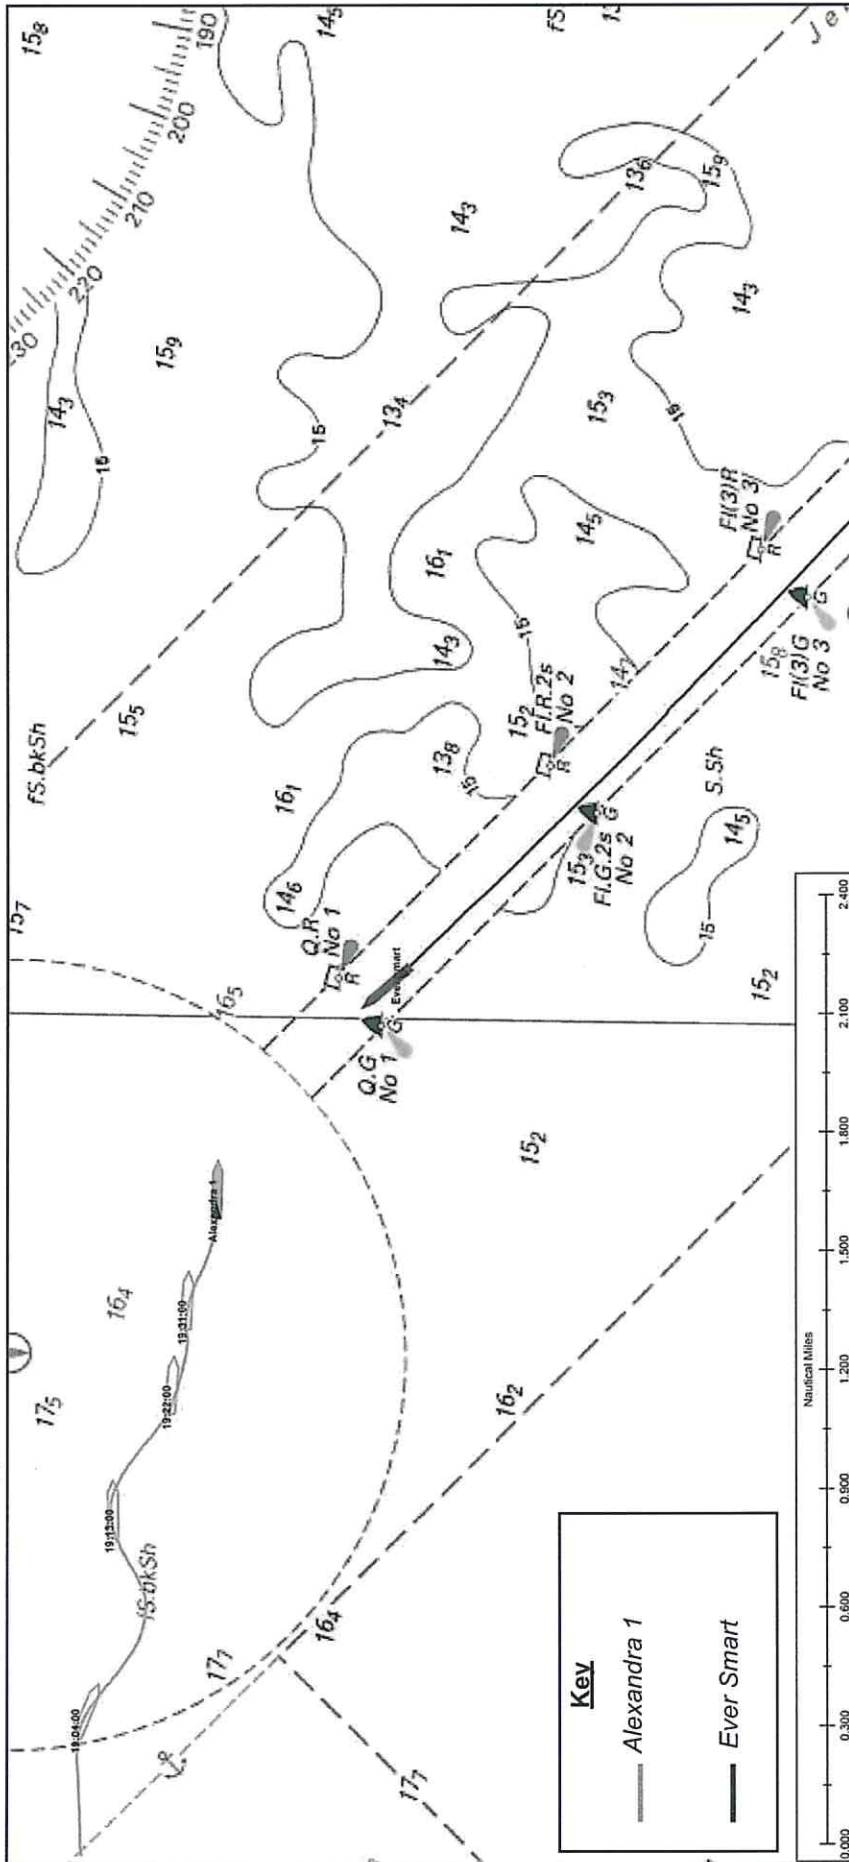 15₈
190
14₅
fS
200
210
220
230
14₃
13₆
15₉
14₃
14₃
15₉
14₃
15
13₄
15
15₃
15
Fl(3)R
No 3
R
16₁
14₅
15
14₃
15₈
G
Fl(3)G
No 3
14₇
fS.bkSh
15₅
15₂
Fl.R.2s
No 2
R
13₈
15
16₁
S.Sh
G
15₃
Fl.G.2s
No 2
14₅
15
14₆
15₇
Q.R
No 1
R
16₅
Ever Smart
G
Q.G
No 1
15₂
15₂
Alexandra 1
16₄
17₅
19:31:00
19:22:00
19:13:00
fS.bkSh
19:04:00
16₂
16₄
17₇
17₇
Key
Alexandra 1
Ever Smart
Nautical Miles
0.000 0.300 0.600 0.900 1.200 1.500 1.800 2.100 2.400